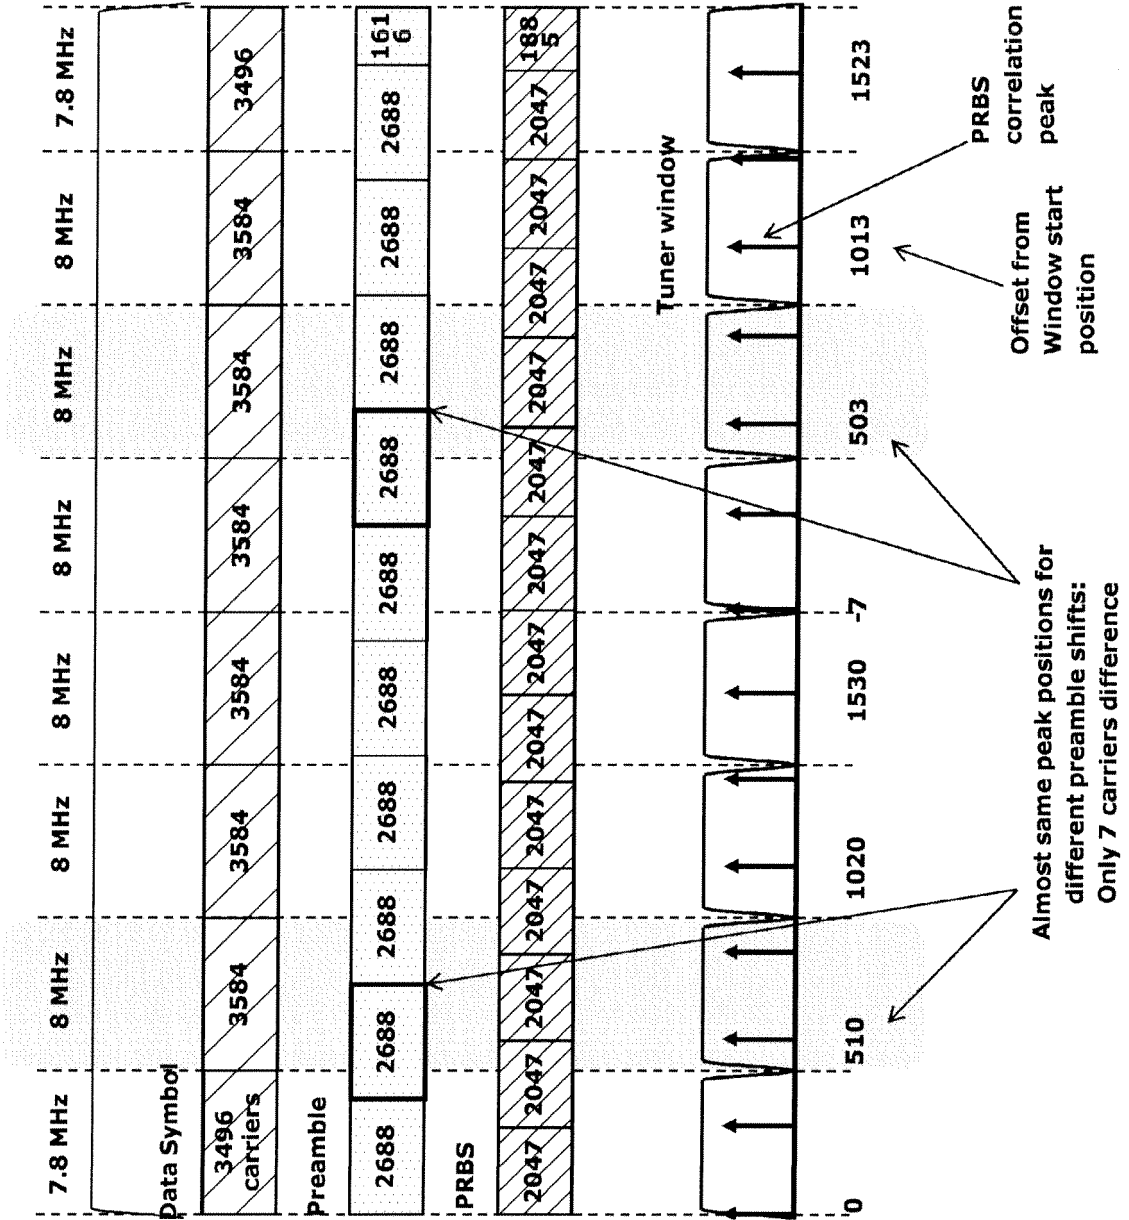 7.8 MHz
8 MHz
8 MHz
8 MHz
8 MHz
8 MHz
8 MHz
7.8 MHz
Data Symbol
3496
carriers
3584
3584
3584
3584
3584
3584
3496
Preamble
2688
2688
2688
2688
2688
2688
2688
2688
2688
2688
161
6
PRBS
2047
2047
2047
2047
2047
2047
2047
2047
2047
2047
2047
2047
2047
188
5
Tuner window
0
510
1020
1530
-7
503
1013
1523
Almost same peak positions for
different preamble shifts:
Only 7 carriers difference
Offset from
Window start
position
PRBS
correlation
peak